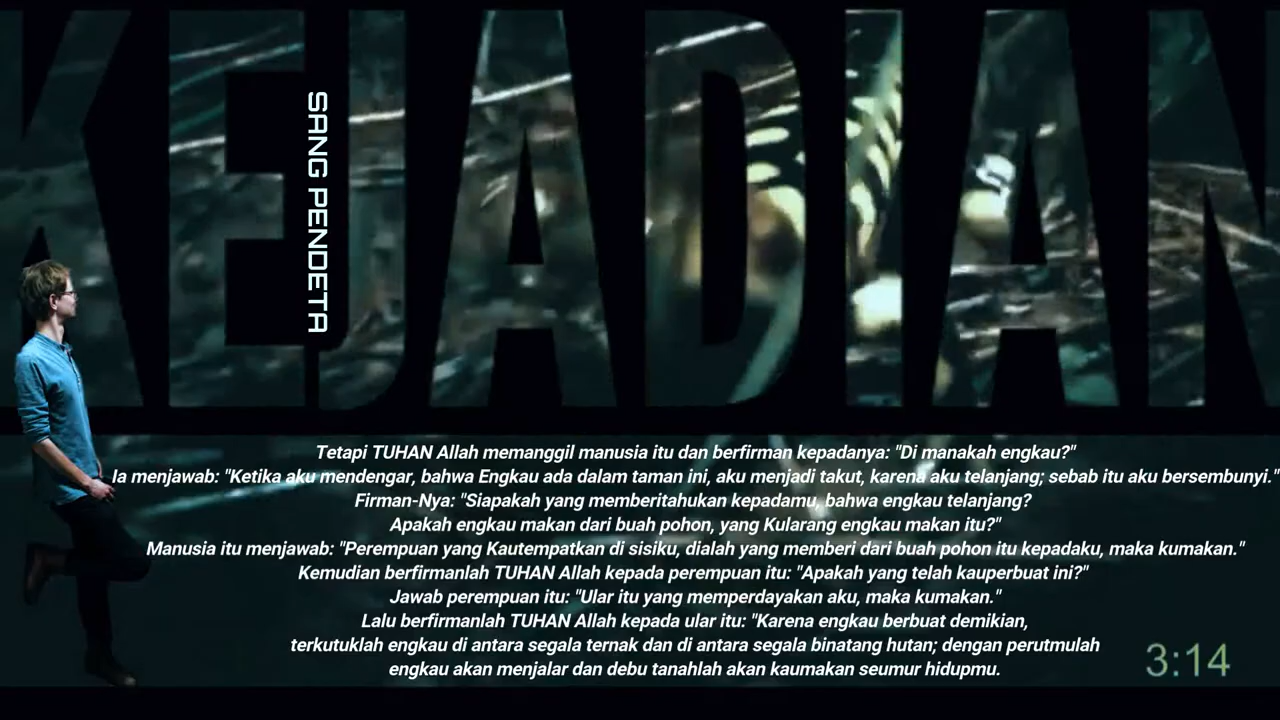 KEJADIAN
SANG PENDETA
Tetapi TUHAN Allah memanggil manusia itu dan berfirman kepadanya: "Di manakah engkau?"
Ia menjawab: "Ketika aku mendengar, bahwa Engkau ada dalam taman ini, aku menjadi takut, karena aku telanjang; sebab itu aku bersembunyi."
Firman-Nya: "Siapakah yang memberitahukan kepadamu, bahwa engkau telanjang?
Apakah engkau makan dari buah pohon, yang Kularang engkau makan itu?"
Manusia itu menjawab: "Perempuan yang Kautempatkan di sisiku, dialah yang memberi dari buah pohon itu kepadaku, maka kumakan."
Kemudian berfirmanlah TUHAN Allah kepada perempuan itu: "Apakah yang telah kauperbuat ini?"
Jawab perempuan itu: "Ular itu yang memperdayakan aku, maka kumakan."
Lalu berfirmanlah TUHAN Allah kepada ular itu: "Karena engkau berbuat demikian,
terkutuklah engkau di antara segala ternak dan di antara segala binatang hutan; dengan perutmulah
engkau akan menjalar dan debu tanahlah akan kaumakan seumur hidupmu.
3:14